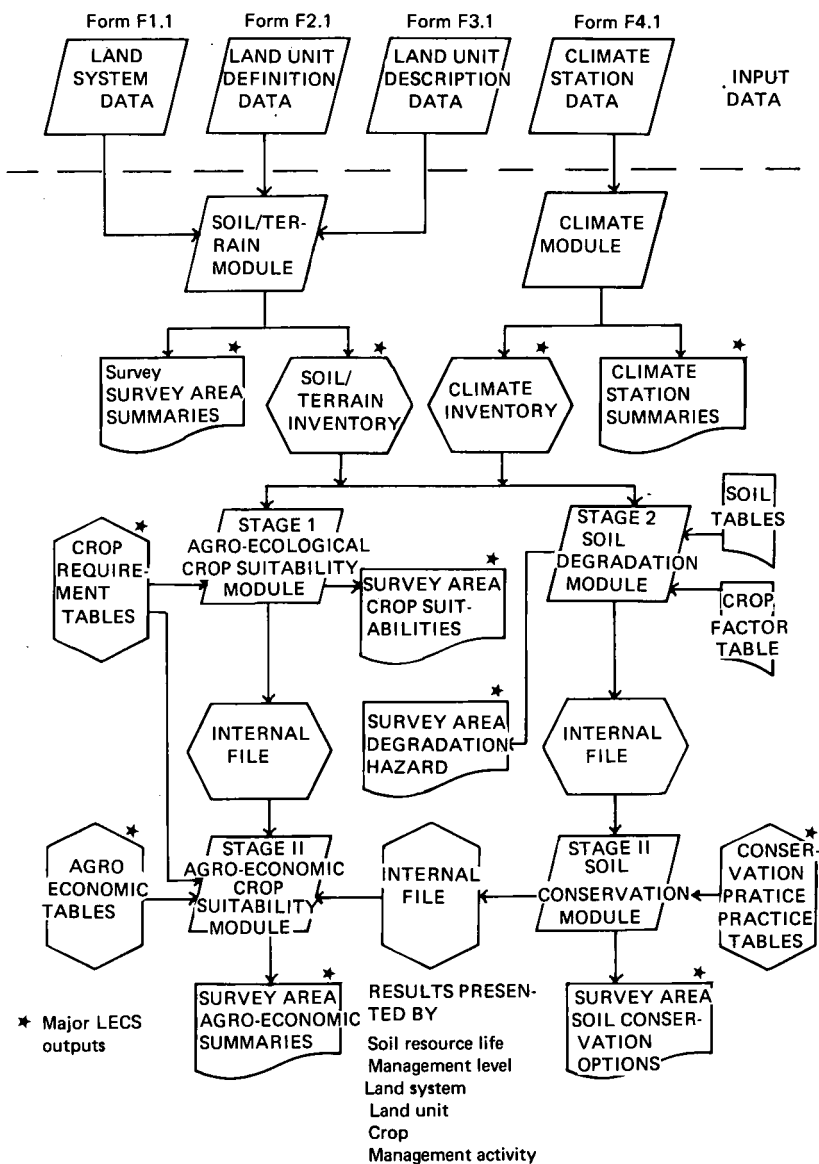 Form F1.1
Form F2.1
Form F3.1
Form F4.1
LAND
SYSTEM
DATA
LAND UNIT
DEFINITION
DATA
LAND UNIT
DESCRIPTION
DATA
CLIMATE
STATION
DATA
INPUT
DATA
SOIL/TER-
RAIN
MODULE
CLIMATE
MODULE
Survey
SURVEY AREA
SUMMARIES
★
SOIL/
TERRAIN
INVENTORY
★
CLIMATE
INVENTORY
★
CLIMATE
STATION
SUMMARIES
★
CROP
REQUIRE-
MENT
TABLES
★
STAGE 1
AGRO-ECOLOGICAL
CROP SUITABILITY
MODULE
SURVEY AREA
CROP SUIT-
ABILITIES
★
STAGE 2
SOIL
DEGRADATION
MODULE
SOIL
TABLES
CROP
FACTOR
TABLE
INTERNAL
FILE
SURVEY AREA
DEGRADATION
HAZARD
★
INTERNAL
FILE
AGRO
ECONOMIC
TABLES
★
STAGE II
AGRO-ECONOMIC
CROP
SUITABILITY
MODULE
INTERNAL
FILE
STAGE II
SOIL
CONSERVATION
MODULE
CONSER-
VATION
PRATICE
PRACTICE
TABLES
★
★ Major LECS
outputs
SURVEY AREA
AGRO-ECONOMIC
SUMMARIES
★
RESULTS PRESEN-
TED BY
Soil resource life
Management level
Land system
Land unit
Crop
Management activity
SURVEY AREA
SOIL CONSER-
VATION
OPTIONS
★